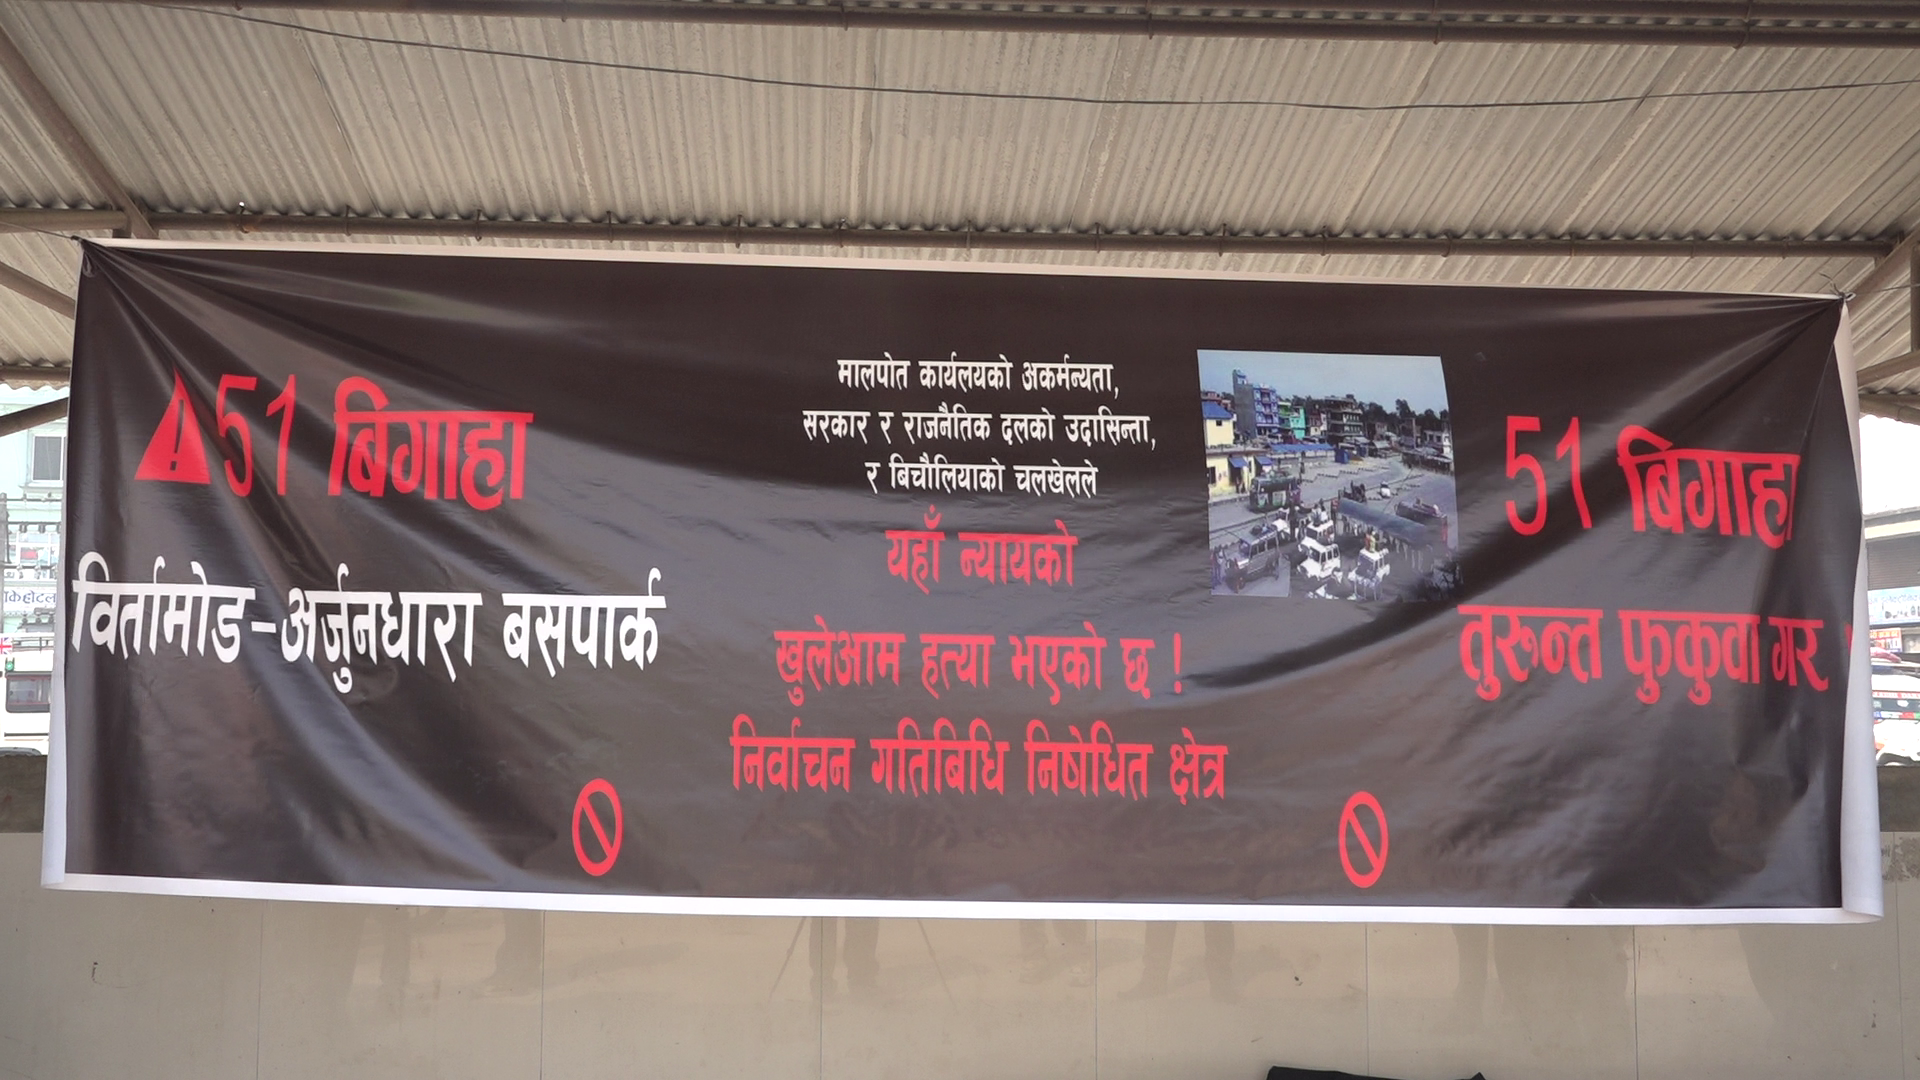 51 बिगाहा
विर्तामोड-अर्जुनधारा बसपार्क
मालपोत कार्यलयको अकर्मन्यता,
सरकार र राजनैतिक दलको उदासिन्ता,
र बिचौलियाको चलखेलले
यहाँ न्यायको
खुलेआम हत्या भएको छ !
निर्वाचन गतिबिधि निषोधित क्षेत्र
51 बिगाहा
तुरून्त फुकुवा गर